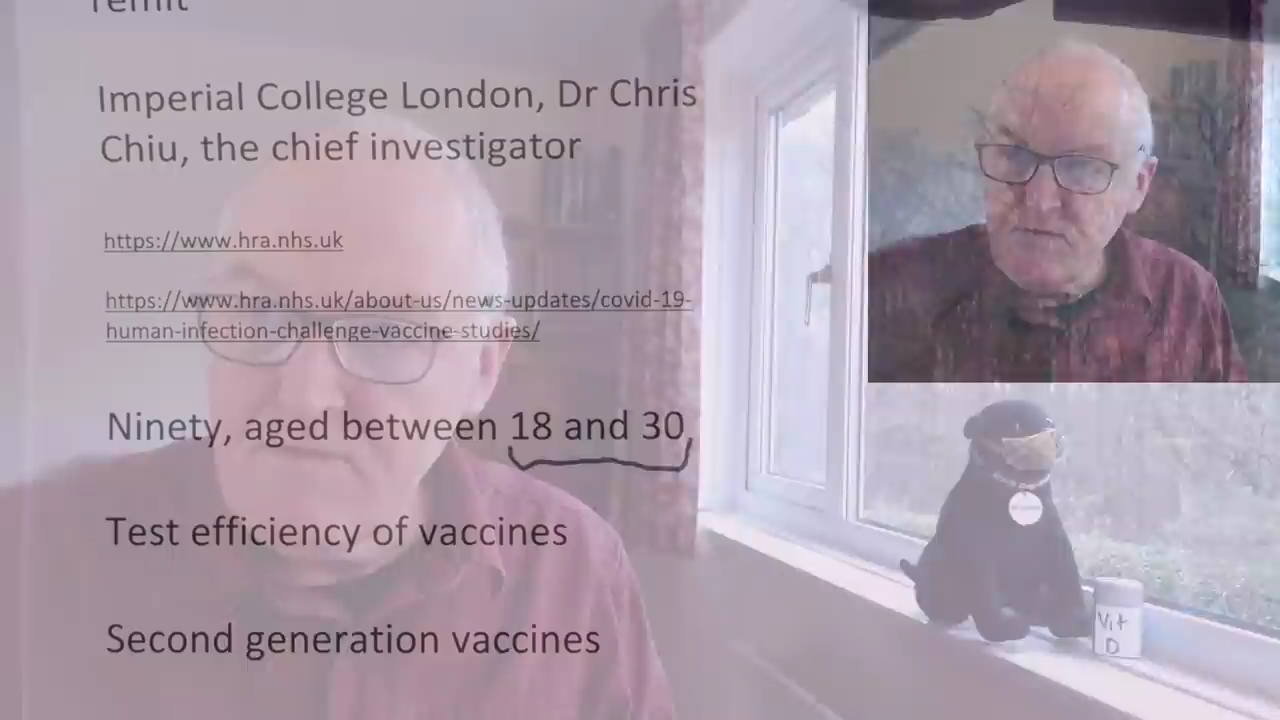 remit
Imperial College London, Dr Chris
Chiu, the chief investigator
https://www.hra.nhs.uk
https://www.hra.nhs.uk/about-us/news-updates/covid-19-
human-infection-challenge-vaccine-studies/
Ninety, aged between 18 and 30,
Test efficiency of vaccines
Second generation vaccines
Vit
D